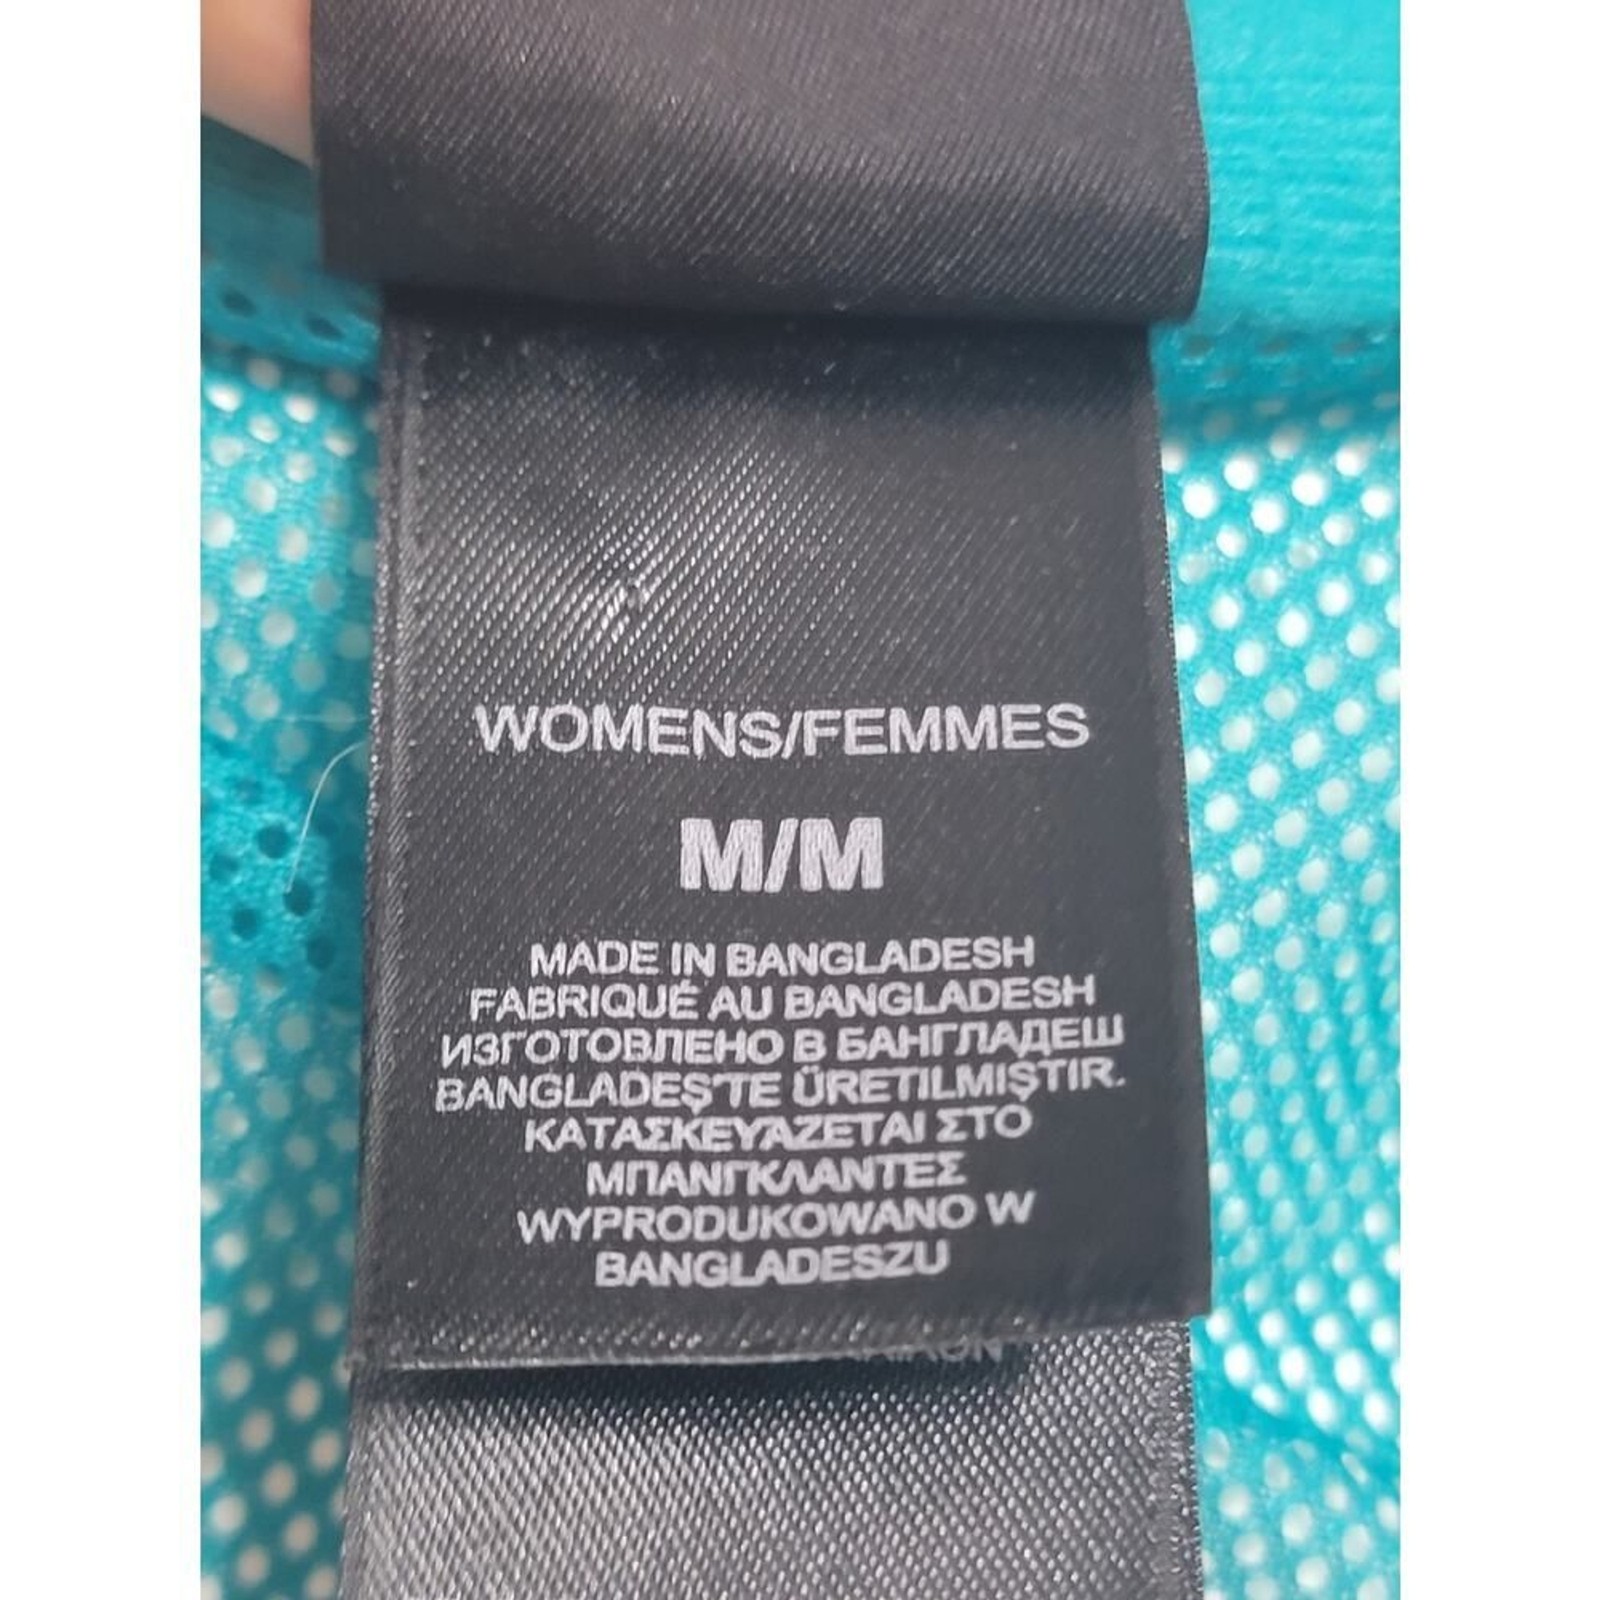 WOMENS/FEMMES
M/M
MADE IN BANGLADESH
FABRIQUÉ AU BANGLADESH
ИЗГОТОВЛЕНО В БАНГЛАДЕШ
BANGLADEŞ'TE ÜRETILMIŞTIR.
ΚΑΤΑΣΚΕΥΑΖΕΤΑΙ ΣΤΟ
ΜΠΑΝΓΚΛΑΝΤΕΣ
WYPRODUKOWANO W
BANGLADESZU